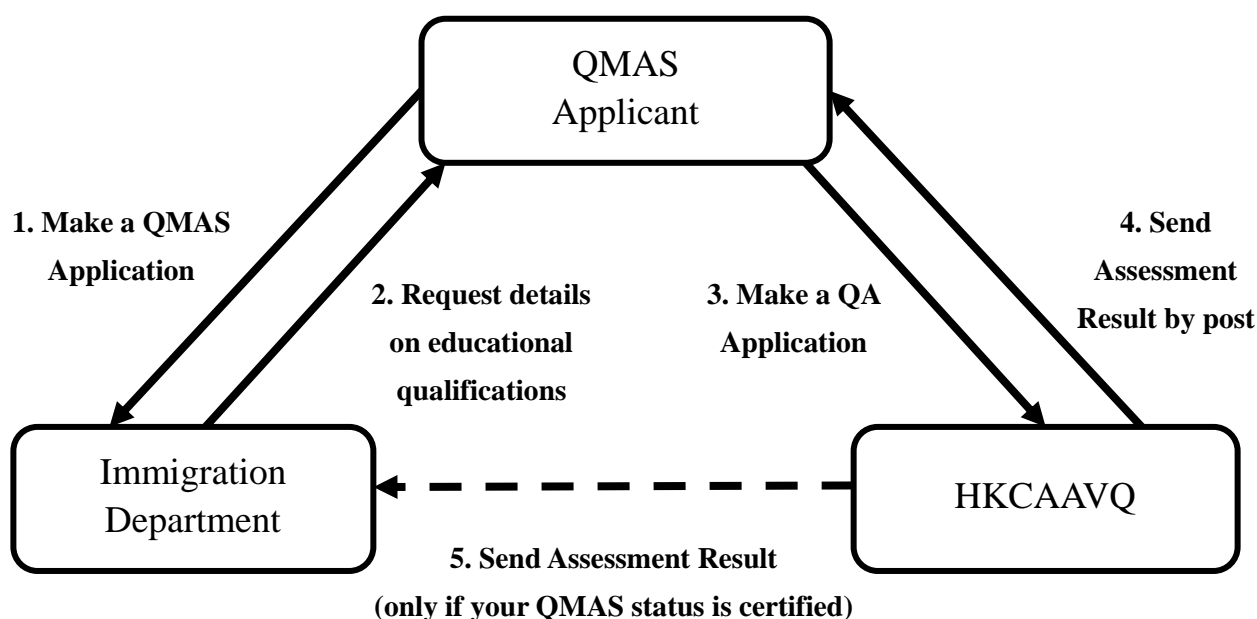 QMAS
Applicant
1. Make a QMAS
Application
2. Request details
on educational
qualifications
3. Make a QA
Application
4. Send
Assessment
Result by post
Immigration
Department
HKCAAVQ
5. Send Assessment Result
(only if your QMAS status is certified)